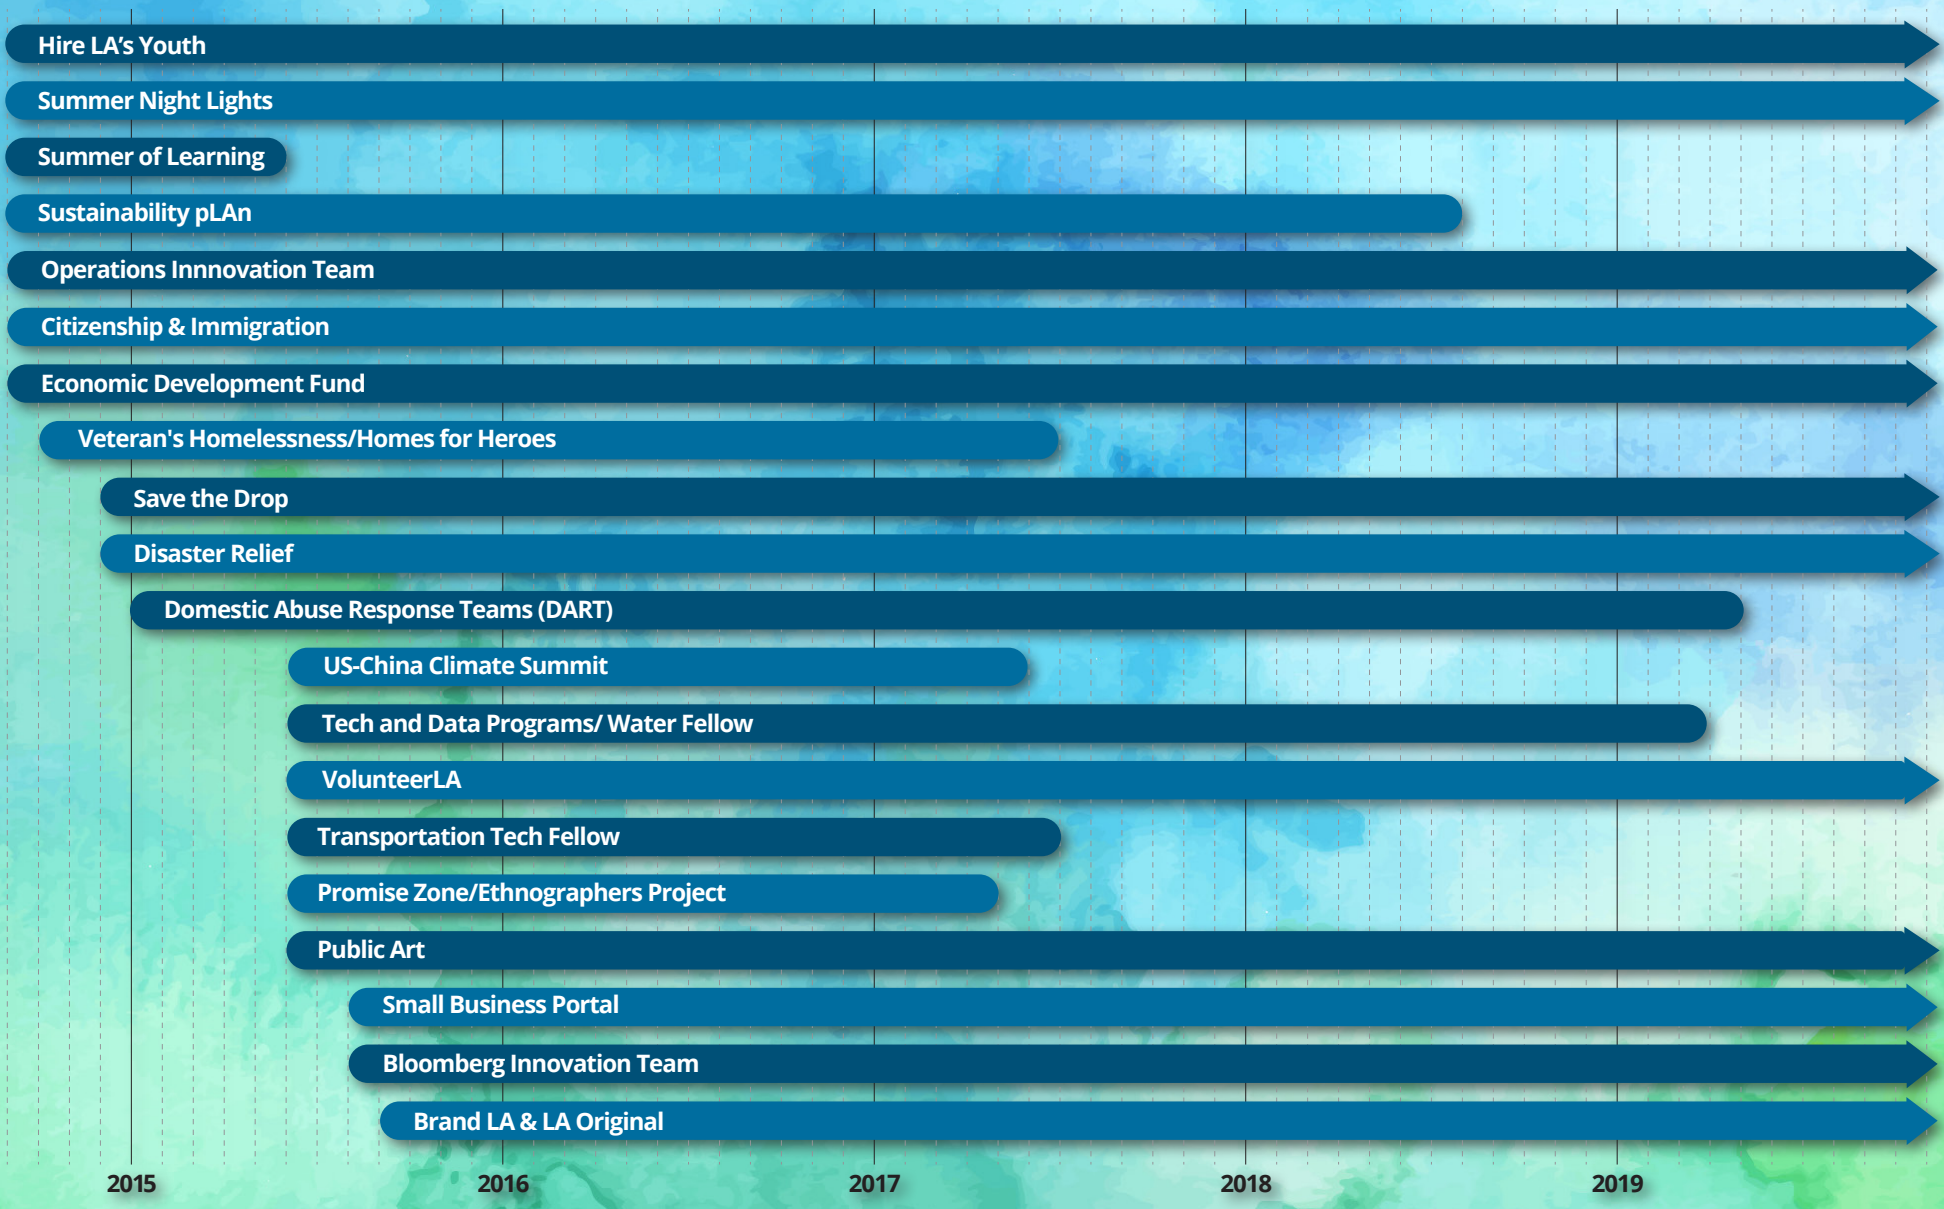 Hire LA’s Youth
Summer Night Lights
Summer of Learning
Sustainability pLAn
Operations Innnovation Team
Citizenship & Immigration
Economic Development Fund
Veteran's Homelessness/Homes for Heroes
Save the Drop
Disaster Relief
Domestic Abuse Response Teams (DART)
US-China Climate Summit
Tech and Data Programs/ Water Fellow
VolunteerLA
Transportation Tech Fellow
Promise Zone/Ethnographers Project
Public Art
Small Business Portal
Bloomberg Innovation Team
Brand LA & LA Original
2015 2016 2017 2018 2019